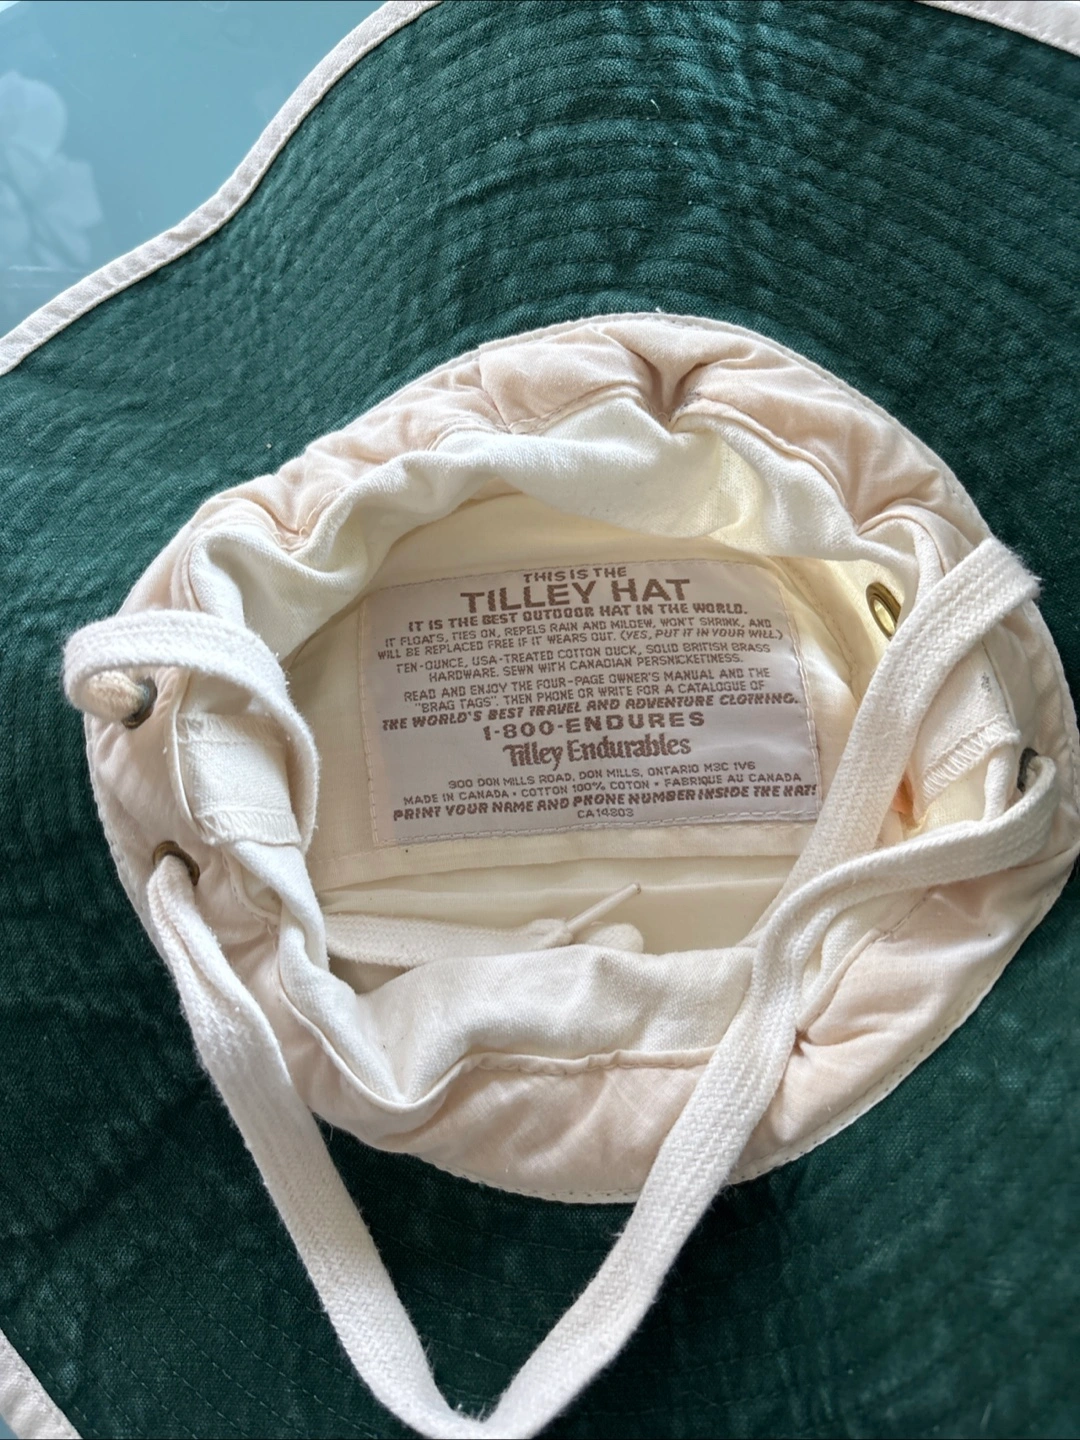 THIS IS THE
TILLEY HAT
IT IS THE BEST OUTDOOR HAT IN THE WORLD.
IT FLOATS, TIES ON, REPELS RAIN AND MILDEW, WON'T SHRINK, AND
WILL BE REPLACED FREE IF IT WEARS OUT. (YES, PUT IT IN YOUR WILL.)
TEN-OUNCE, USA-TREATED COTTON DUCK, SOLID BRITISH BRASS
HARDWARE. SEWN WITH CANADIAN PERSNICKETINESS.
READ AND ENJOY THE FOUR-PAGE OWNER'S MANUAL AND THE
"BRAG TAGS". THEN PHONE OR WRITE FOR A CATALOGUE OF
THE WORLD'S BEST TRAVEL AND ADVENTURE CLOTHING.
1-800-ENDURES
Tilley Endurables
900 DON MILLS ROAD, DON MILLS, ONTARIO M3C 1V6
MADE IN CANADA • COTTON 100% COTON • FABRIQUE AU CANADA
PRINT YOUR NAME AND PHONE NUMBER INSIDE THE HAT!
CA14803